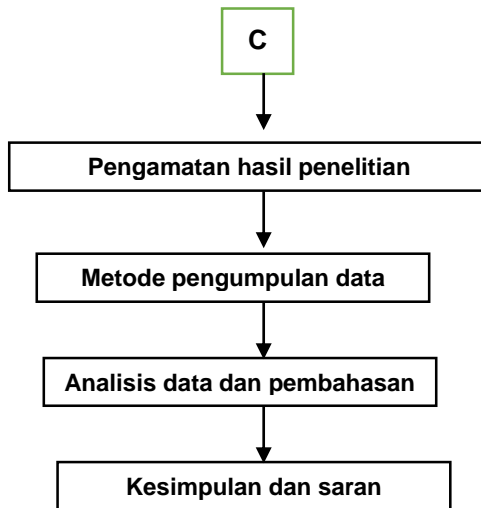 C
Pengamatan hasil penelitian
Metode pengumpulan data
Analisis data dan pembahasan
Kesimpulan dan saran